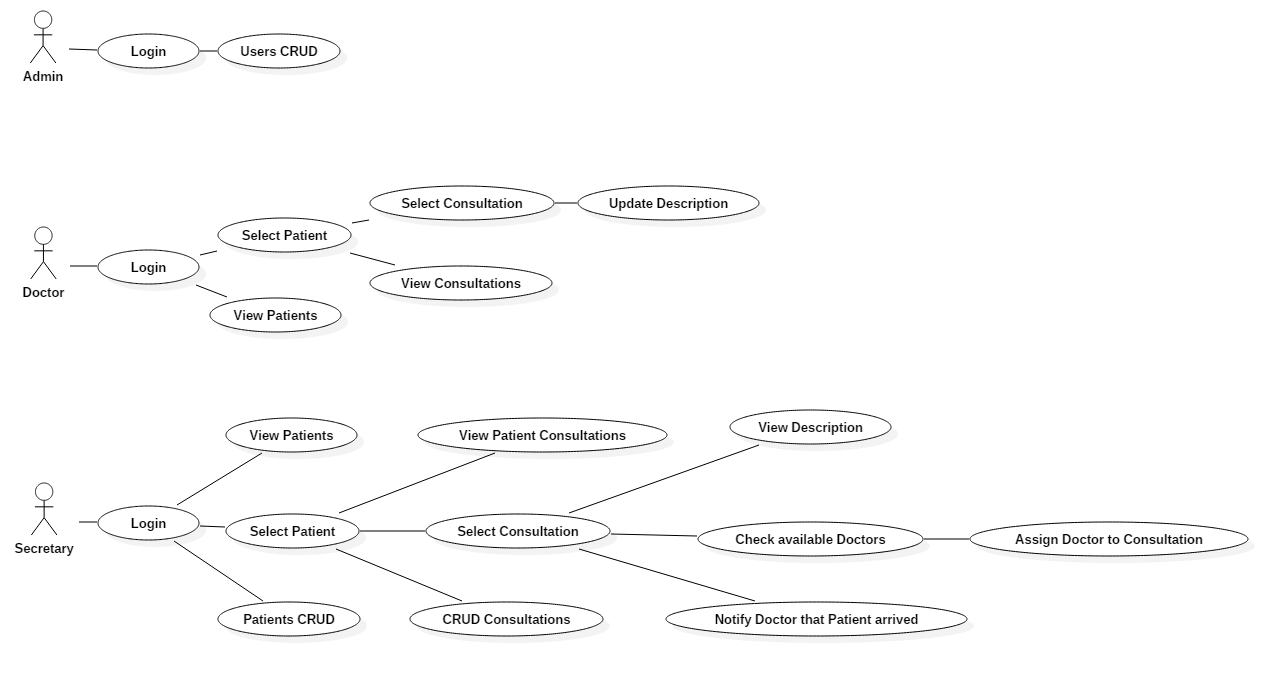 Login
Users CRUD
Admin
Select Consultation
Update Description
Select Patient
Login
View Consultations
Doctor
View Patients
View Description
View Patients
View Patient Consultations
Login
Select Patient
Select Consultation
Check available Doctors
Assign Doctor to Consultation
Secretary
Patients CRUD
CRUD Consultations
Notify Doctor that Patient arrived